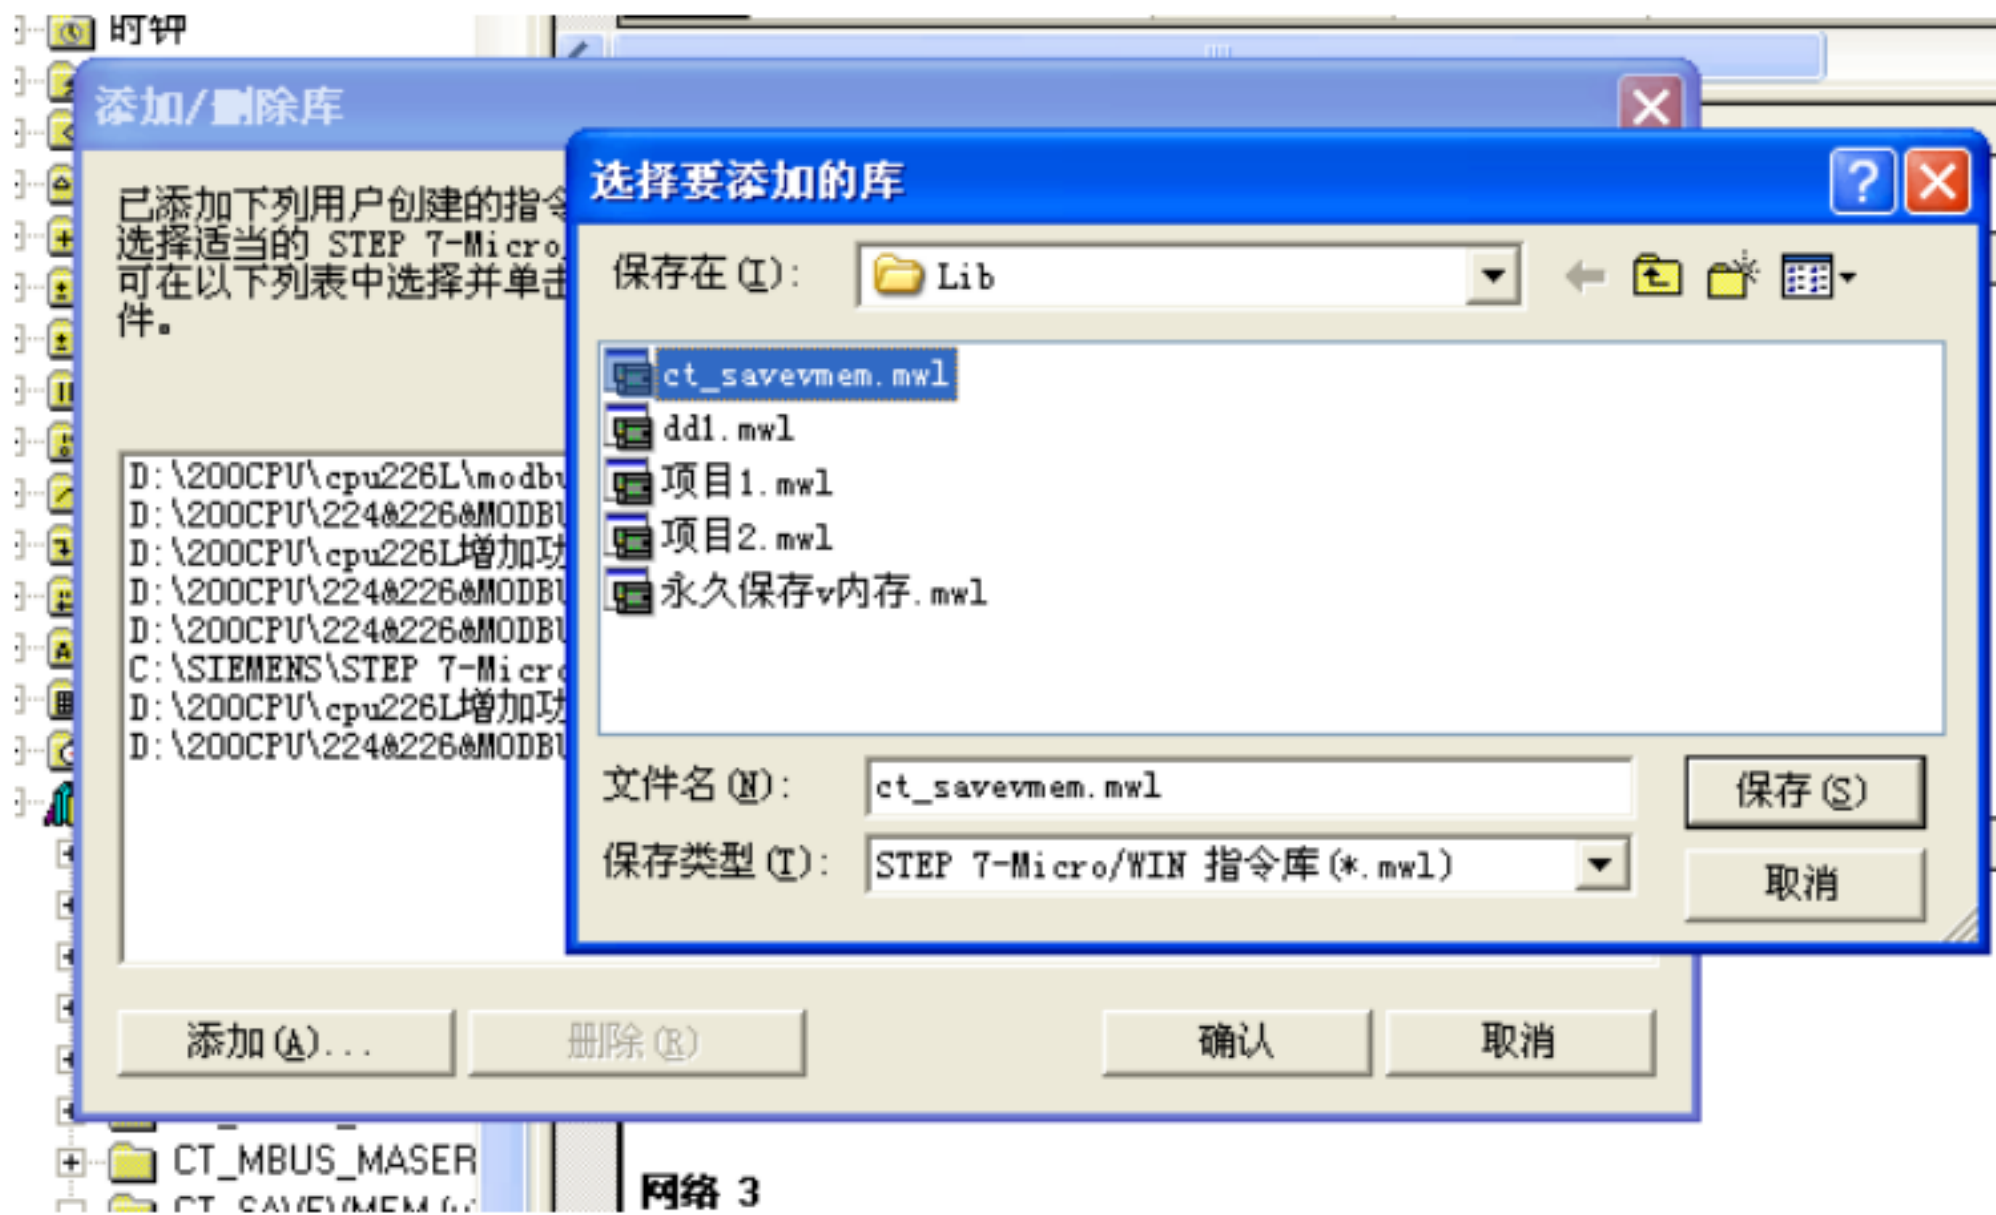 时钟
添加/删除库
已添加下列用户创建的指令
选择适当的 STEP 7-Micro
可在以下列表中选择并单击
件。
D:\200CPU\cpu226L\modbu
D:\200CPU\224&226&MODBU
D:\200CPU\cpu226L增加功
D:\200CPU\224&226&MODBU
D:\200CPU\224&226&MODBU
C:\SIEMENS\STEP 7-Micro
D:\200CPU\cpu226L增加功
D:\200CPU\224&226&MODBU
添加(A)...
删除(R)
确认
取消
选择要添加的库
保存在(I):
Lib
ct_savevmem.mwl
dd1.mwl
项目1.mwl
项目2.mwl
永久保存v内存.mwl
文件名(N):
ct_savevmem.mwl
保存(S)
保存类型(T):
STEP 7-Micro/WIN 指令库(*.mwl)
取消
CT_MBUS_MASER
CT_SAVEVMEM (v
网络 3